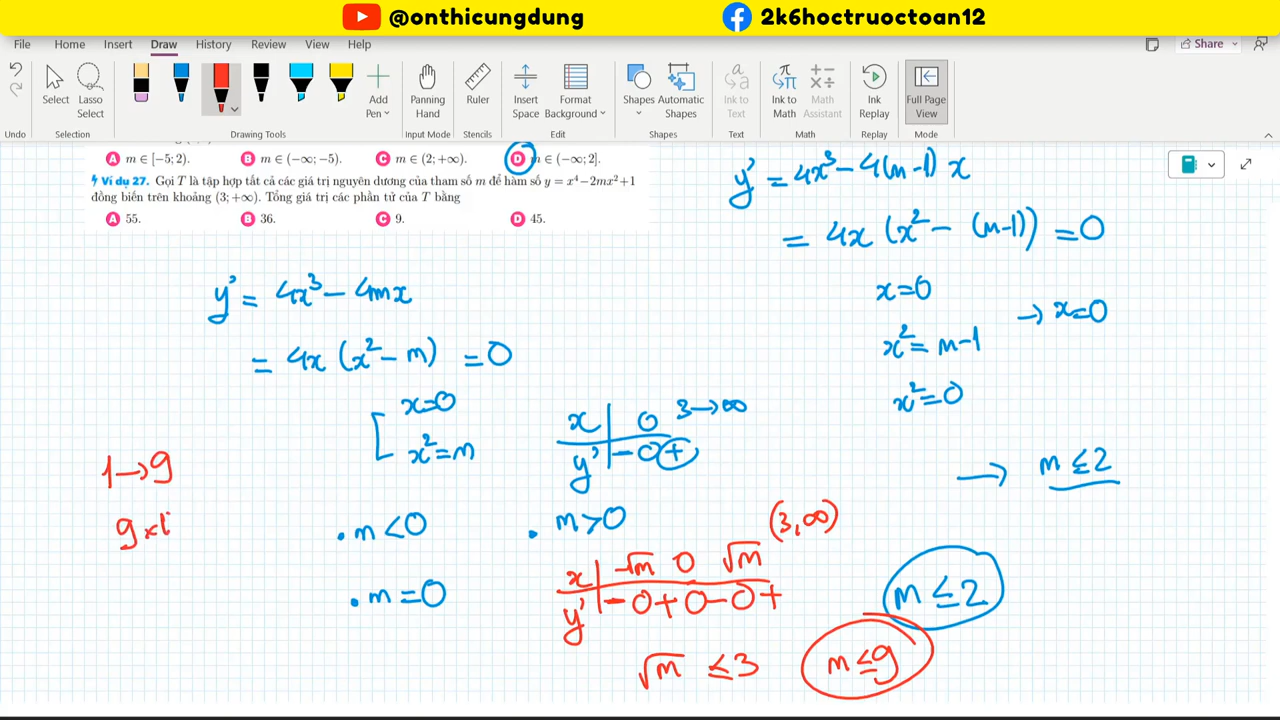 @onthicungdung
2k6hoctructoan12
File Home Insert Draw History Review View Help
Share
Select
Lasso Select
Add Pen
Panning Hand
Ruler
Insert Space
Format Background
Shapes
Automatic Shapes
Ink to Text
Ink to Math
Math Assistant
Ink Replay
Full Page View
Undo
Selection
Drawing Tools
Input Mode
Stencils
Edit
Shapes
Text
Math
Replay
Mode
A m ∈ [−5; 2). B m ∈ (−∞; −5). C m ∈ (2; +∞). D m ∈ (−∞; 2].
Ví dụ 27. Gọi T là tập hợp tất cả các giá trị nguyên dương của tham số m để hàm số y = x⁴ − 2mx² + 1
đồng biến trên khoảng (3; +∞). Tổng giá trị các phần tử của T bằng
A 55. B 36. C 9. D 45.
y' = 4x³ − 4(m−1)x
= 4x(x² − (m−1)) = 0
x=0
x² = m−1
→ x=0
x² = 0
→ m ≤ 2
y' = 4x³ − 4mx
= 4x(x² − m) = 0
x=0
x² = m
x 0 3→∞
y' − 0 +
1→9
9x
. m < 0
. m = 0
. m > 0
(3, ∞)
x −√m 0 √m
y' − 0 + 0 − 0 +
√m ≤ 3
m ≤ 2
m ≤ 9